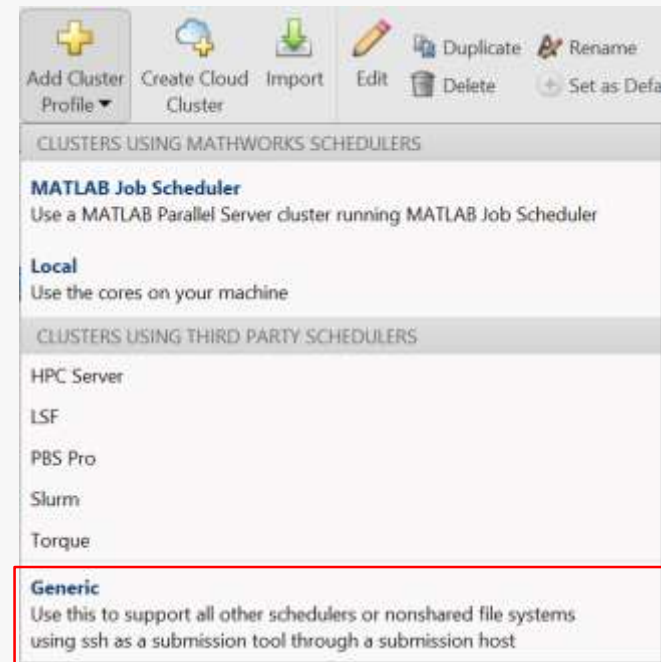 Add Cluster Profile ▼
Create Cloud Cluster
Import
Edit
Duplicate
Delete
Rename
Set as Defa
CLUSTERS USING MATHWORKS SCHEDULERS
MATLAB Job Scheduler
Use a MATLAB Parallel Server cluster running MATLAB Job Scheduler
Local
Use the cores on your machine
CLUSTERS USING THIRD PARTY SCHEDULERS
HPC Server
LSF
PBS Pro
Slurm
Torque
Generic
Use this to support all other schedulers or nonshared file systems
using ssh as a submission tool through a submission host